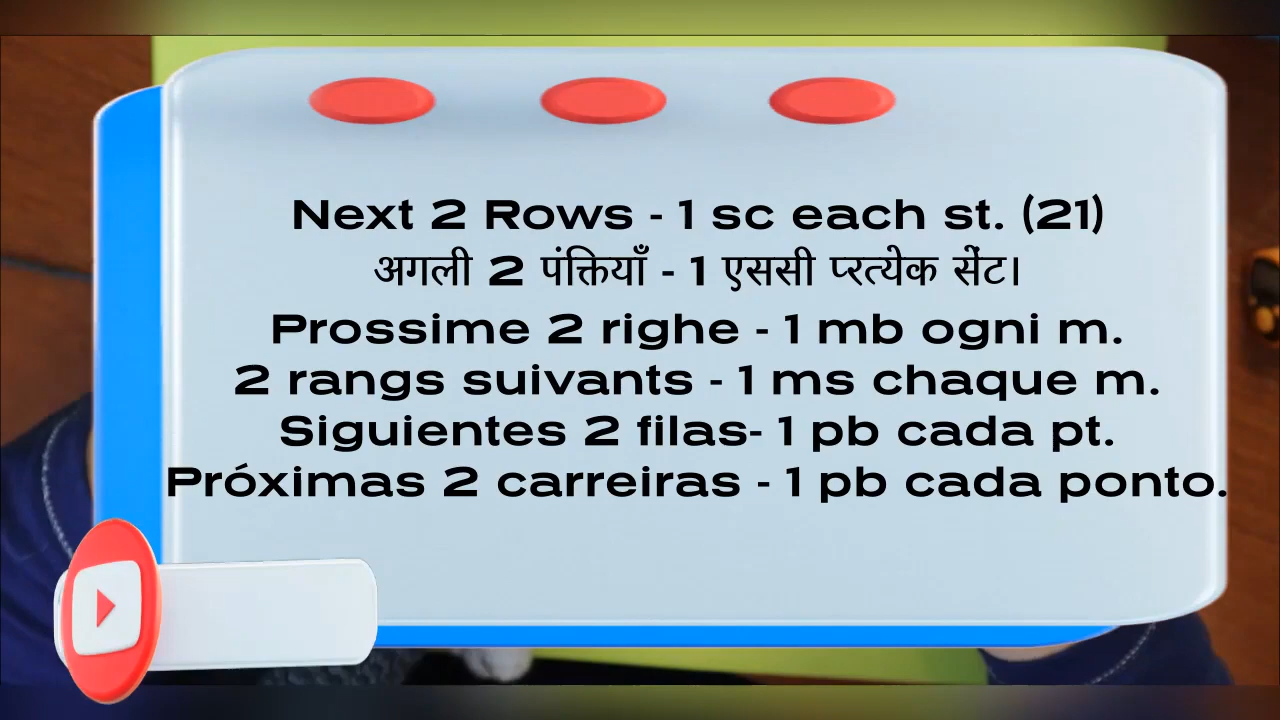 Next 2 Rows - 1 sc each st. (21)
अगली 2 पंक्तियाँ - 1 एससी प्रत्येक सेंट।
Prossime 2 righe - 1 mb ogni m.
2 rangs suivants - 1 ms chaque m.
Siguientes 2 filas- 1 pb cada pt.
Próximas 2 carreiras - 1 pb cada ponto.